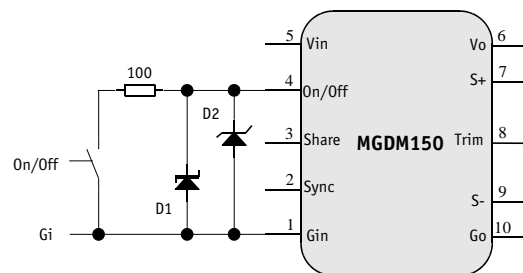 5 Vin
Vo 6
100
4 On/Off
S+ 7
D2
3 Share
MGDM150
Trim 8
On/Off
2 Sync
D1
S- 9
Gi
1 Gin
Go 10